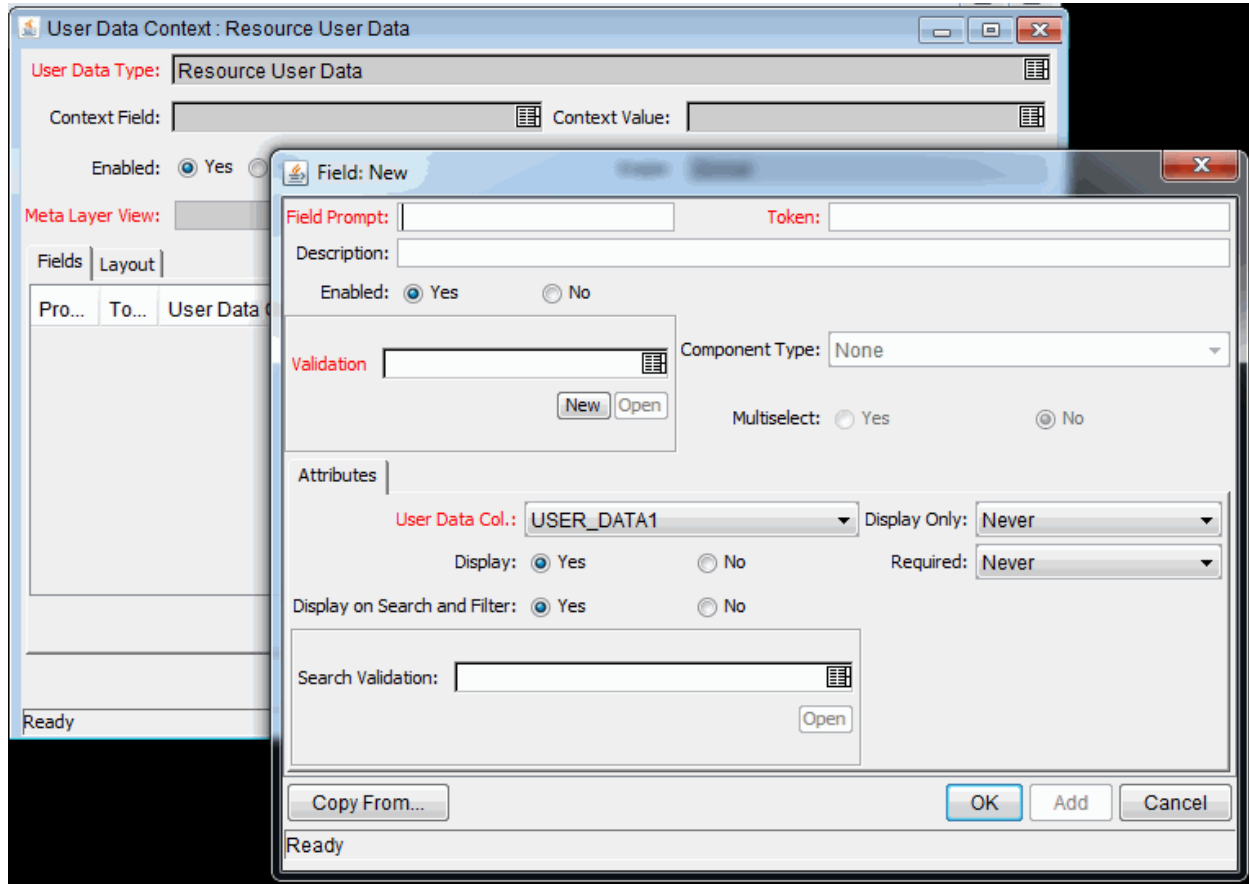 User Data Context : Resource User Data
User Data Type: Resource User Data
Context Field: Context Value:
Enabled: Yes
Meta Layer View:
Fields Layout
Pro... To... User Data
Ready
Field: New
Field Prompt: Token:
Description:
Enabled: Yes No
Validation Component Type: None
New Open
Multiselect: Yes No
Attributes
User Data Col.: USER_DATA1 Display Only: Never
Display: Yes No Required: Never
Display on Search and Filter: Yes No
Search Validation:
Open
Copy From... OK Add Cancel
Ready